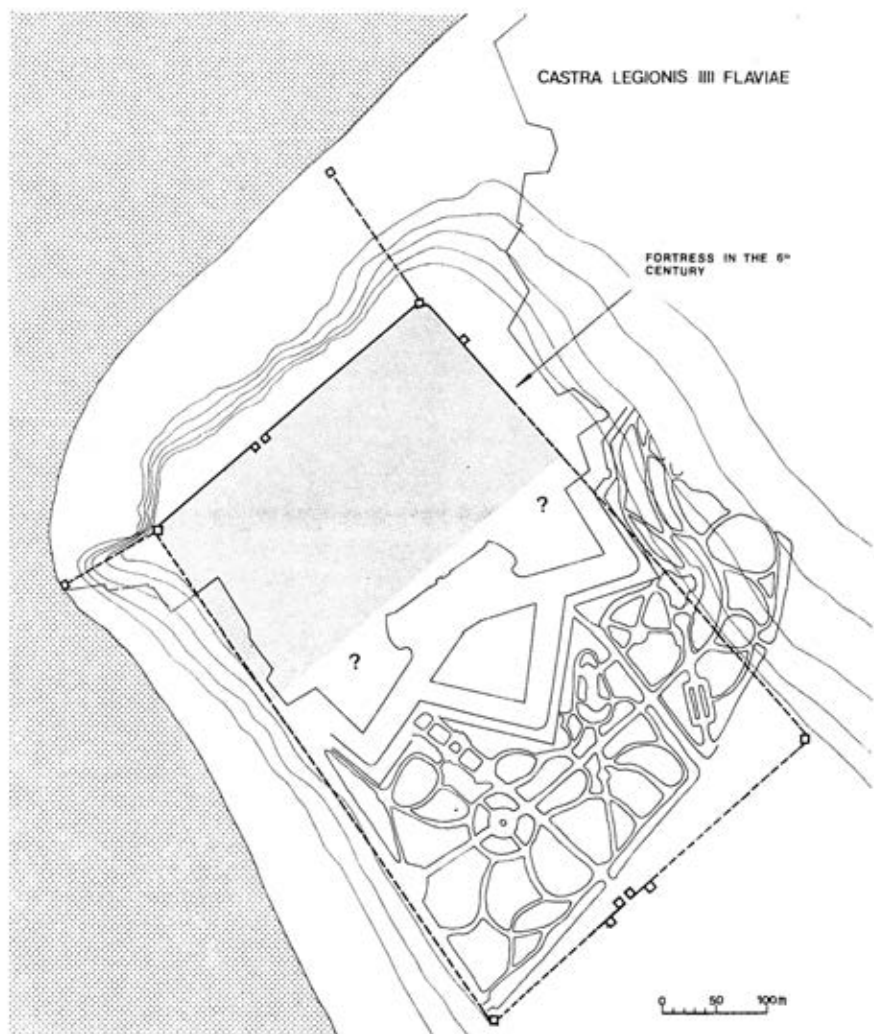 CASTRA LEGIONIS IIII FLAVIAE
FORTRESS IN THE 6th
CENTURY
?
?
0 50 100m